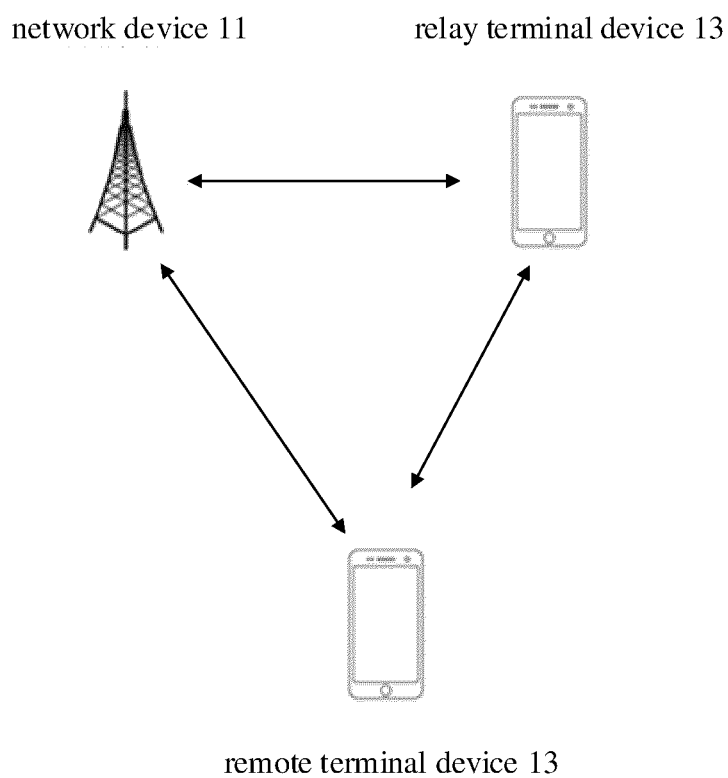 network device 11
relay terminal device 13
remote terminal device 13